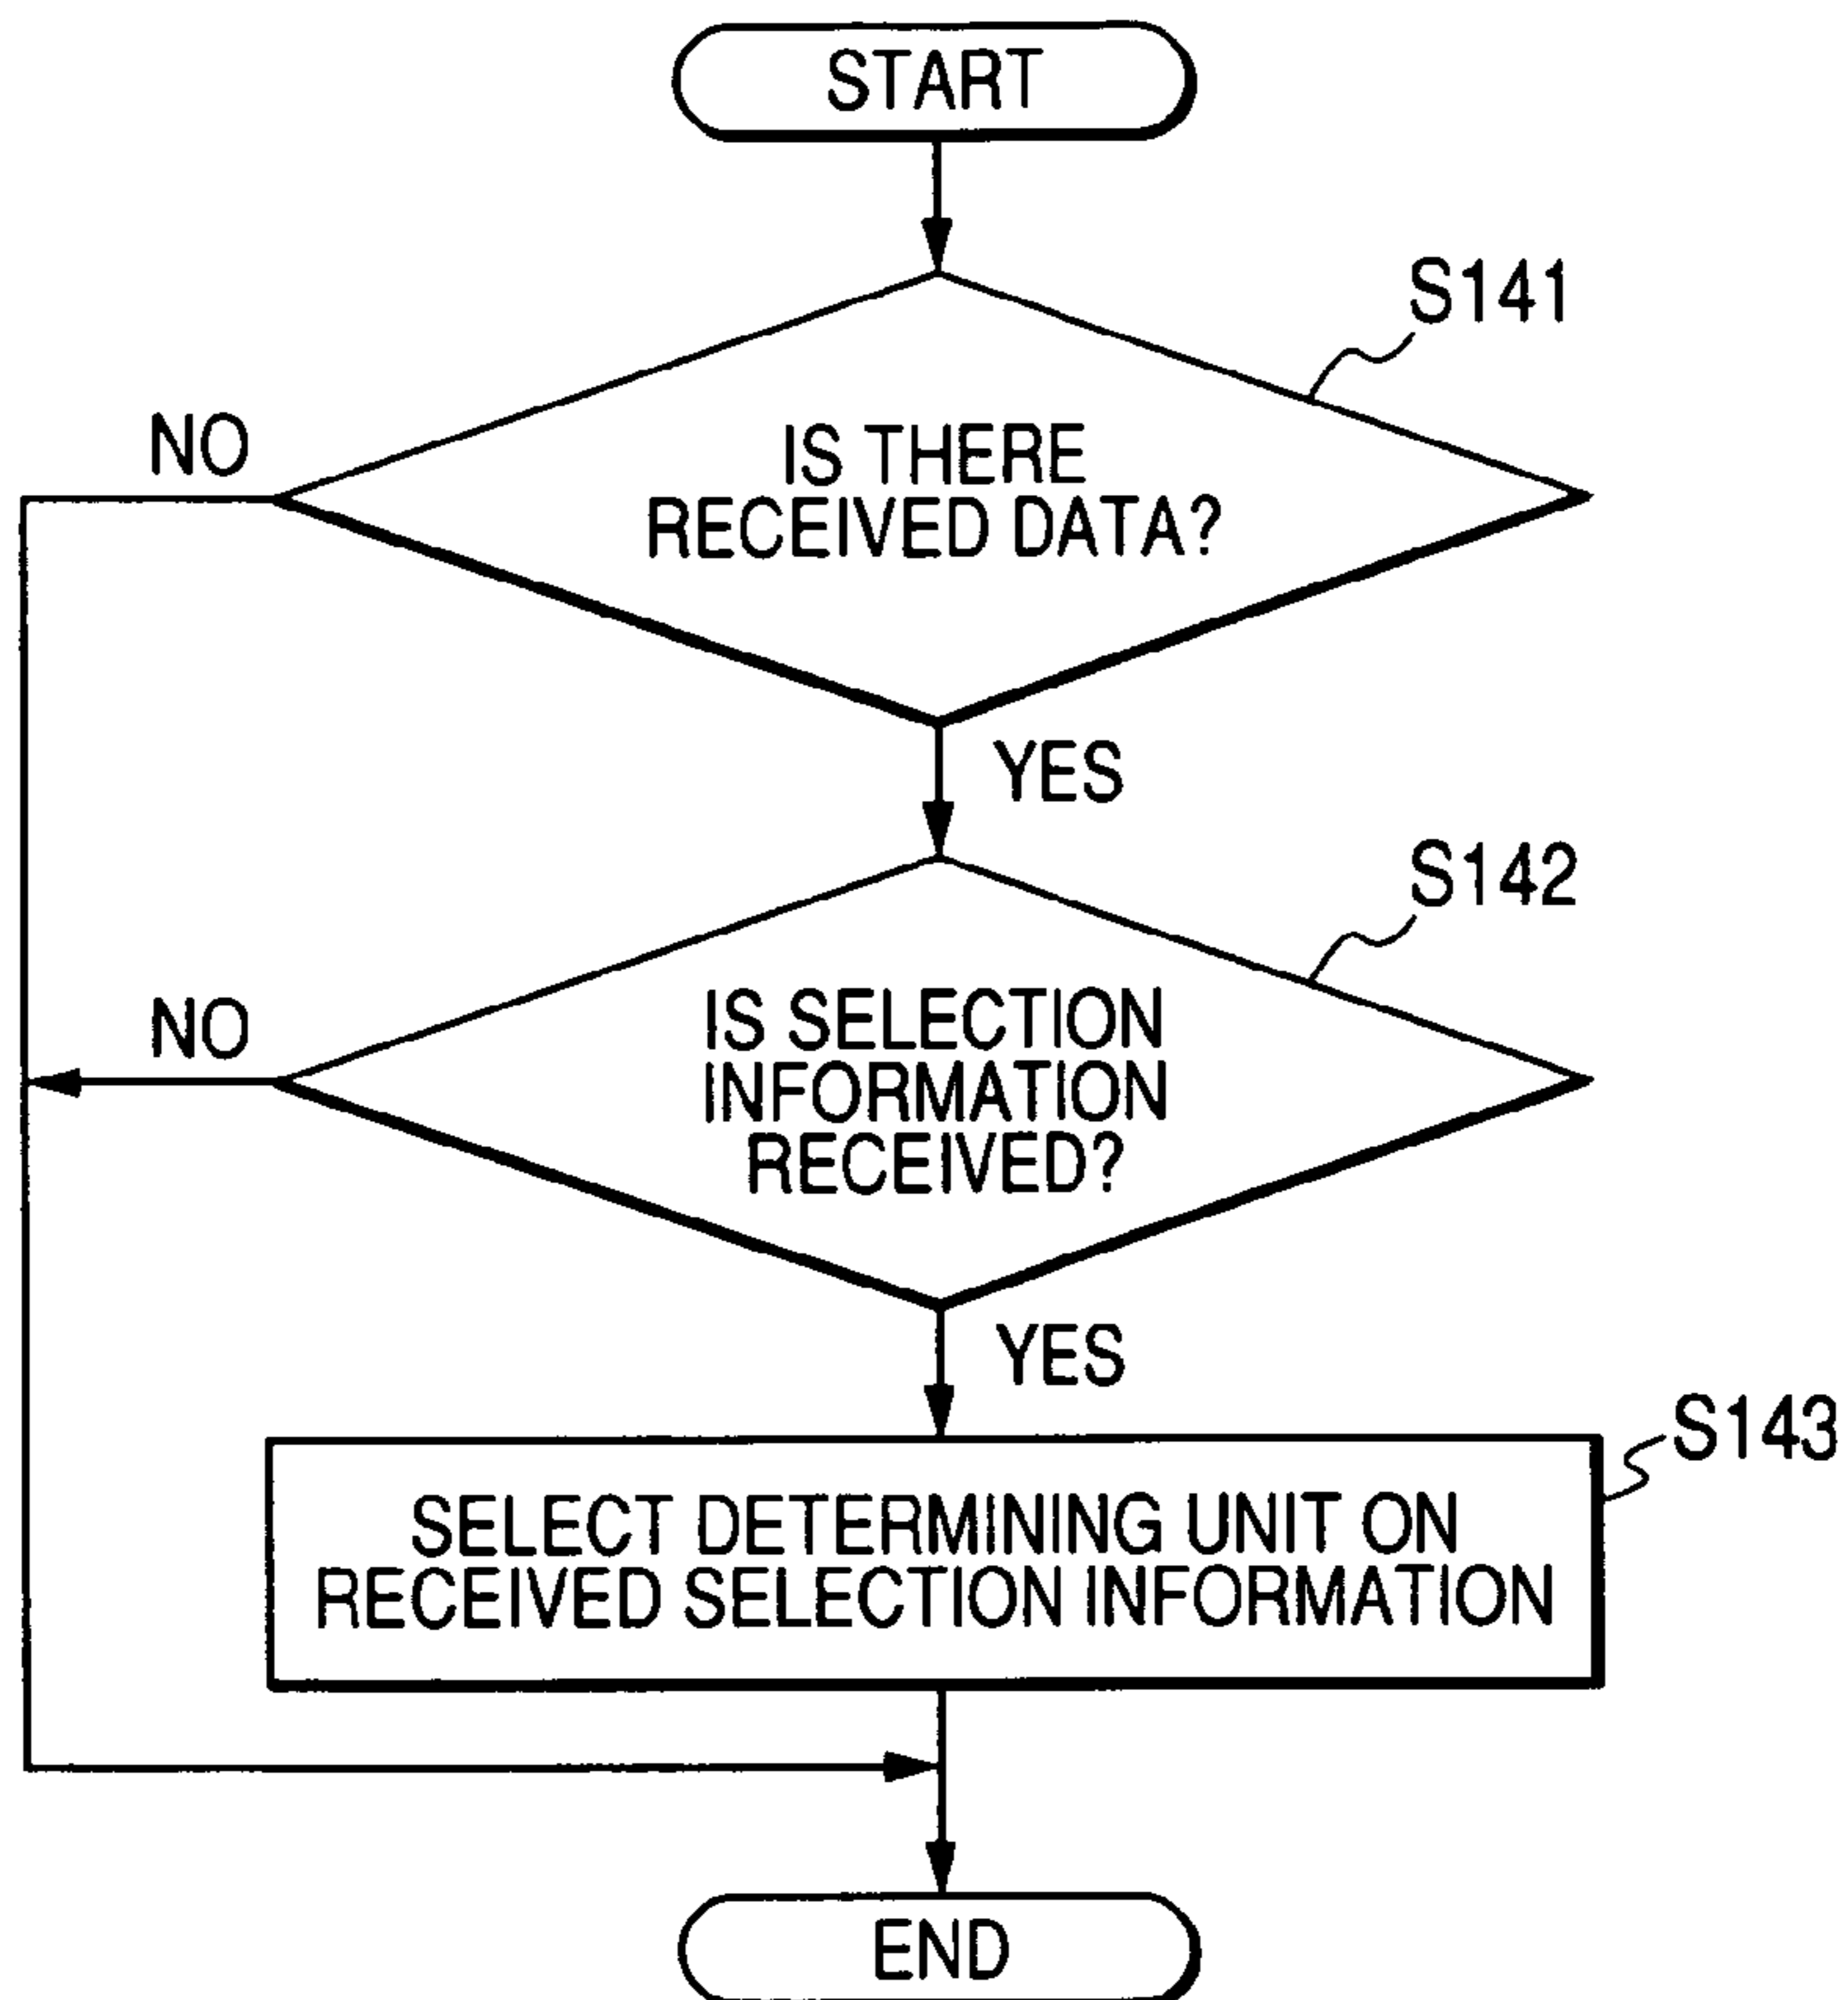 START
S141
NO
IS THERE
RECEIVED DATA?
YES
S142
NO
IS SELECTION
INFORMATION
RECEIVED?
YES
S143
SELECT DETERMINING UNIT ON
RECEIVED SELECTION INFORMATION
END